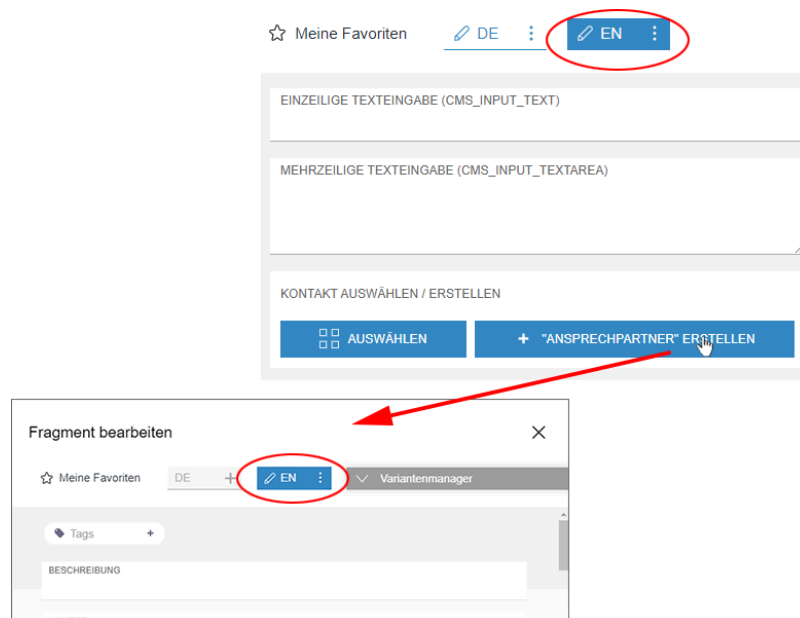 Meine Favoriten DE EN
EINZEILIGE TEXTEINGABE (CMS_INPUT_TEXT)
MEHRZEILIGE TEXTEINGABE (CMS_INPUT_TEXTAREA)
KONTAKT AUSWÄHLEN / ERSTELLEN
AUSWÄHLEN + "ANSPRECHPARTNER" ERSTELLEN
Fragment bearbeiten
Meine Favoriten DE + EN Variantenmanager
Tags +
BESCHREIBUNG